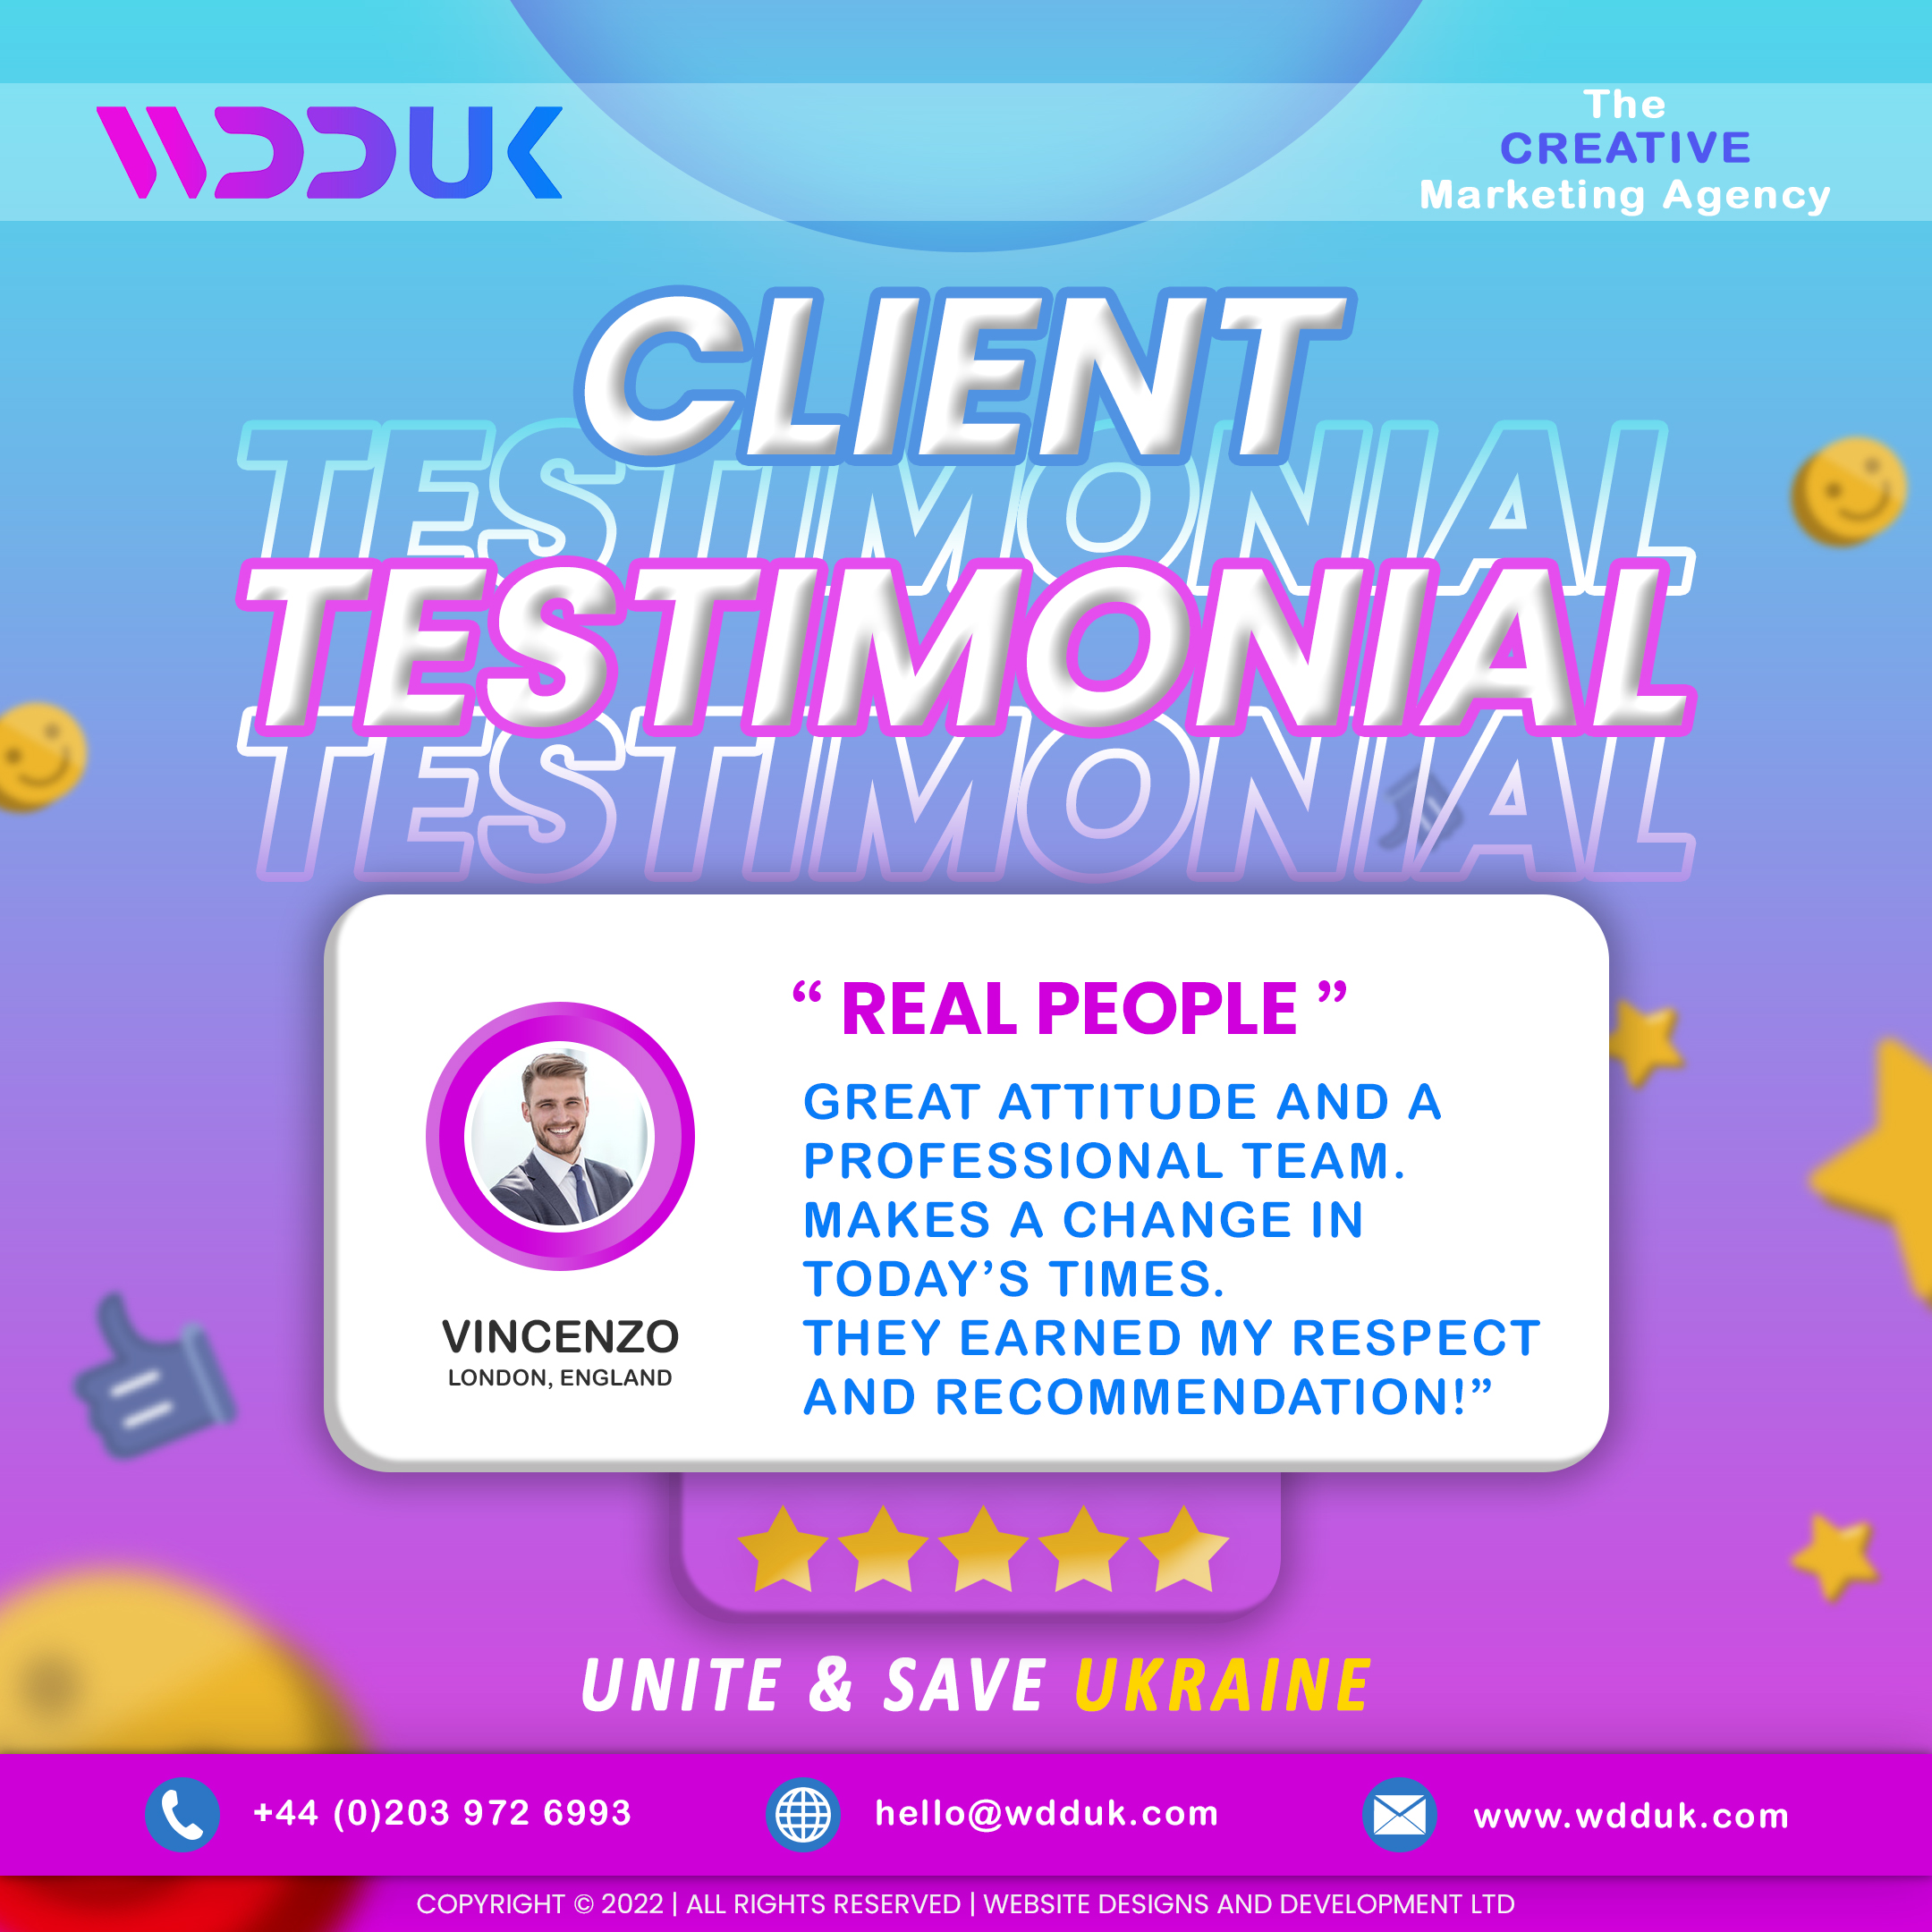 WDDUK
The
CREATIVE
Marketing Agency
CLIENT
TESTIMONIAL
TESTIMONIAL
TESTIMONIAL
“ REAL PEOPLE ”
GREAT ATTITUDE AND A
PROFESSIONAL TEAM.
MAKES A CHANGE IN
TODAY’S TIMES.
THEY EARNED MY RESPECT
AND RECOMMENDATION!”
VINCENZO
LONDON, ENGLAND
UNITE & SAVE UKRAINE
+44 (0)203 972 6993
hello@wdduk.com
www.wdduk.com
COPYRIGHT © 2022 | ALL RIGHTS RESERVED | WEBSITE DESIGNS AND DEVELOPMENT LTD